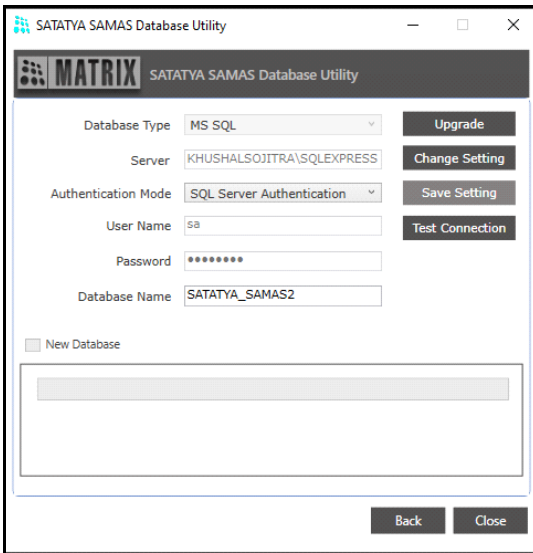 SATATYA SAMAS Database Utility
MATRIX SATATYA SAMAS Database Utility
Database Type MS SQL Upgrade
Server KHUSHALSOJITRA\SQLEXPRESS Change Setting
Authentication Mode SQL Server Authentication Save Setting
User Name sa Test Connection
Password ••••••••
Database Name SATATYA_SAMAS2
New Database
Back Close